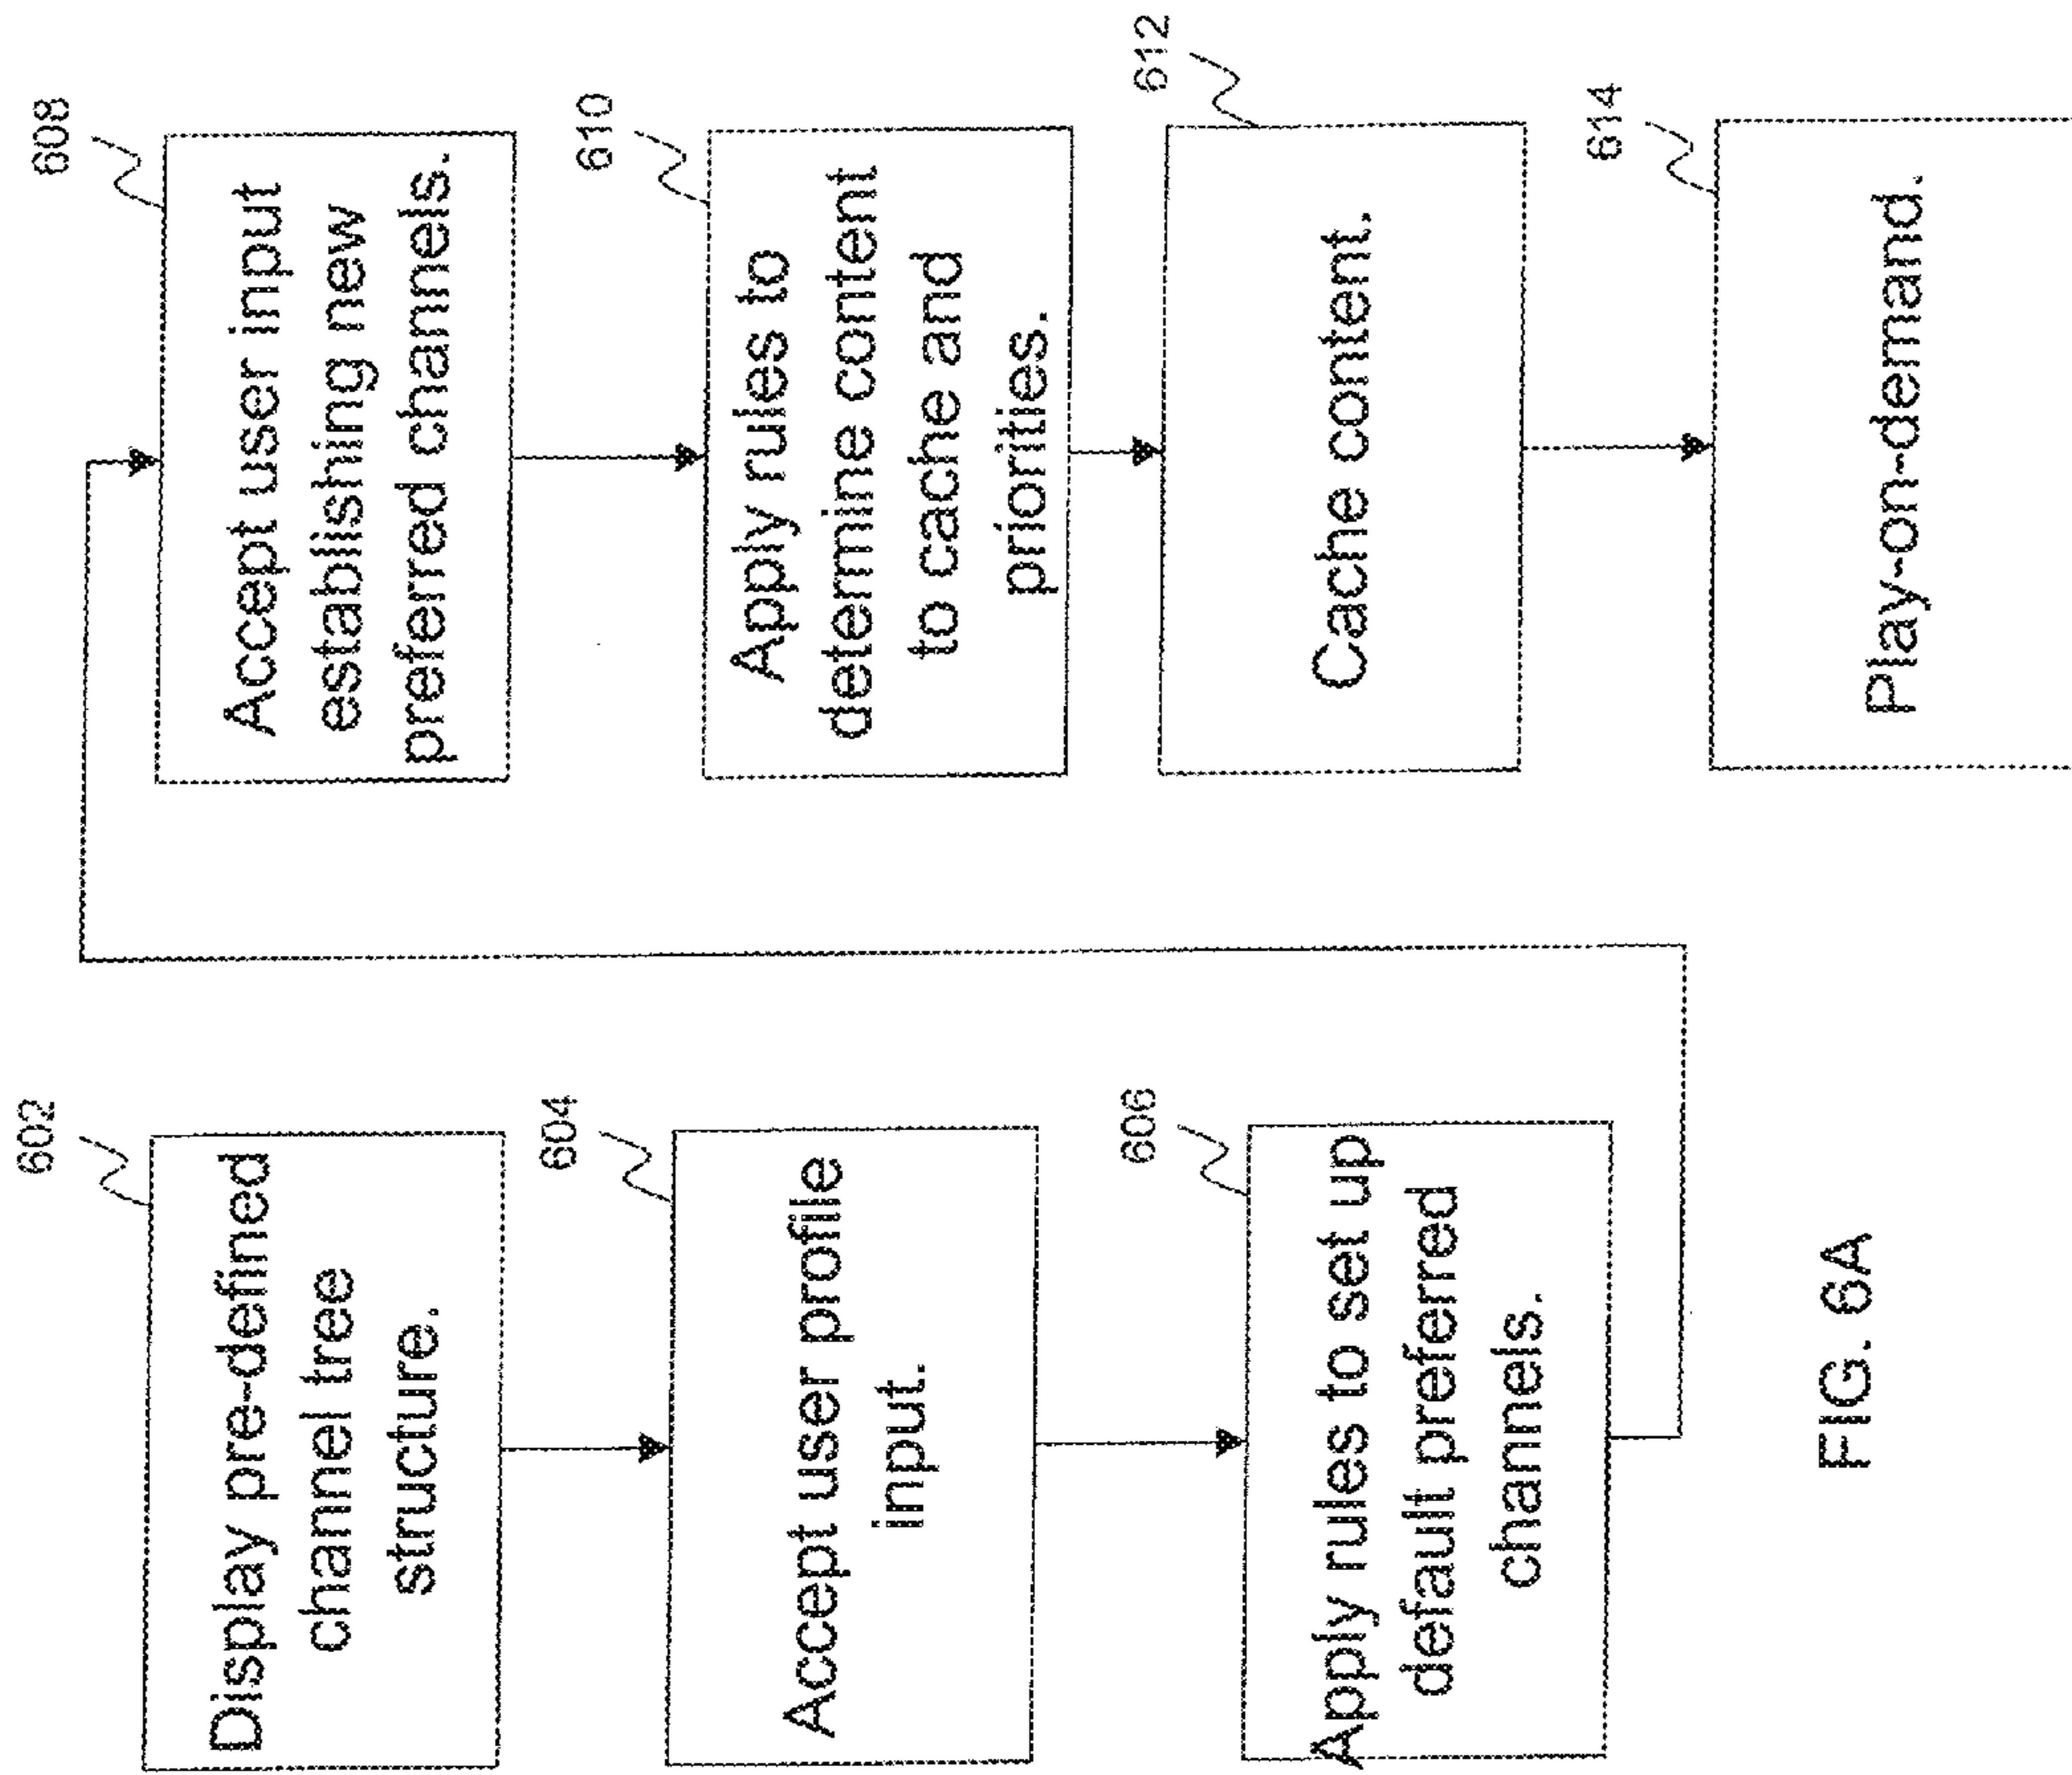 602
Display pre-defined
channel tree
structure.
604
Accept user profile
input.
606
Apply rules to set up
default preferred
channels.
608
Accept user input
establishing new
preferred channels.
610
Apply rules to
determine content
to cache and
priorities.
612
Cache content.
614
Play-on-demand.
FIG. 6A